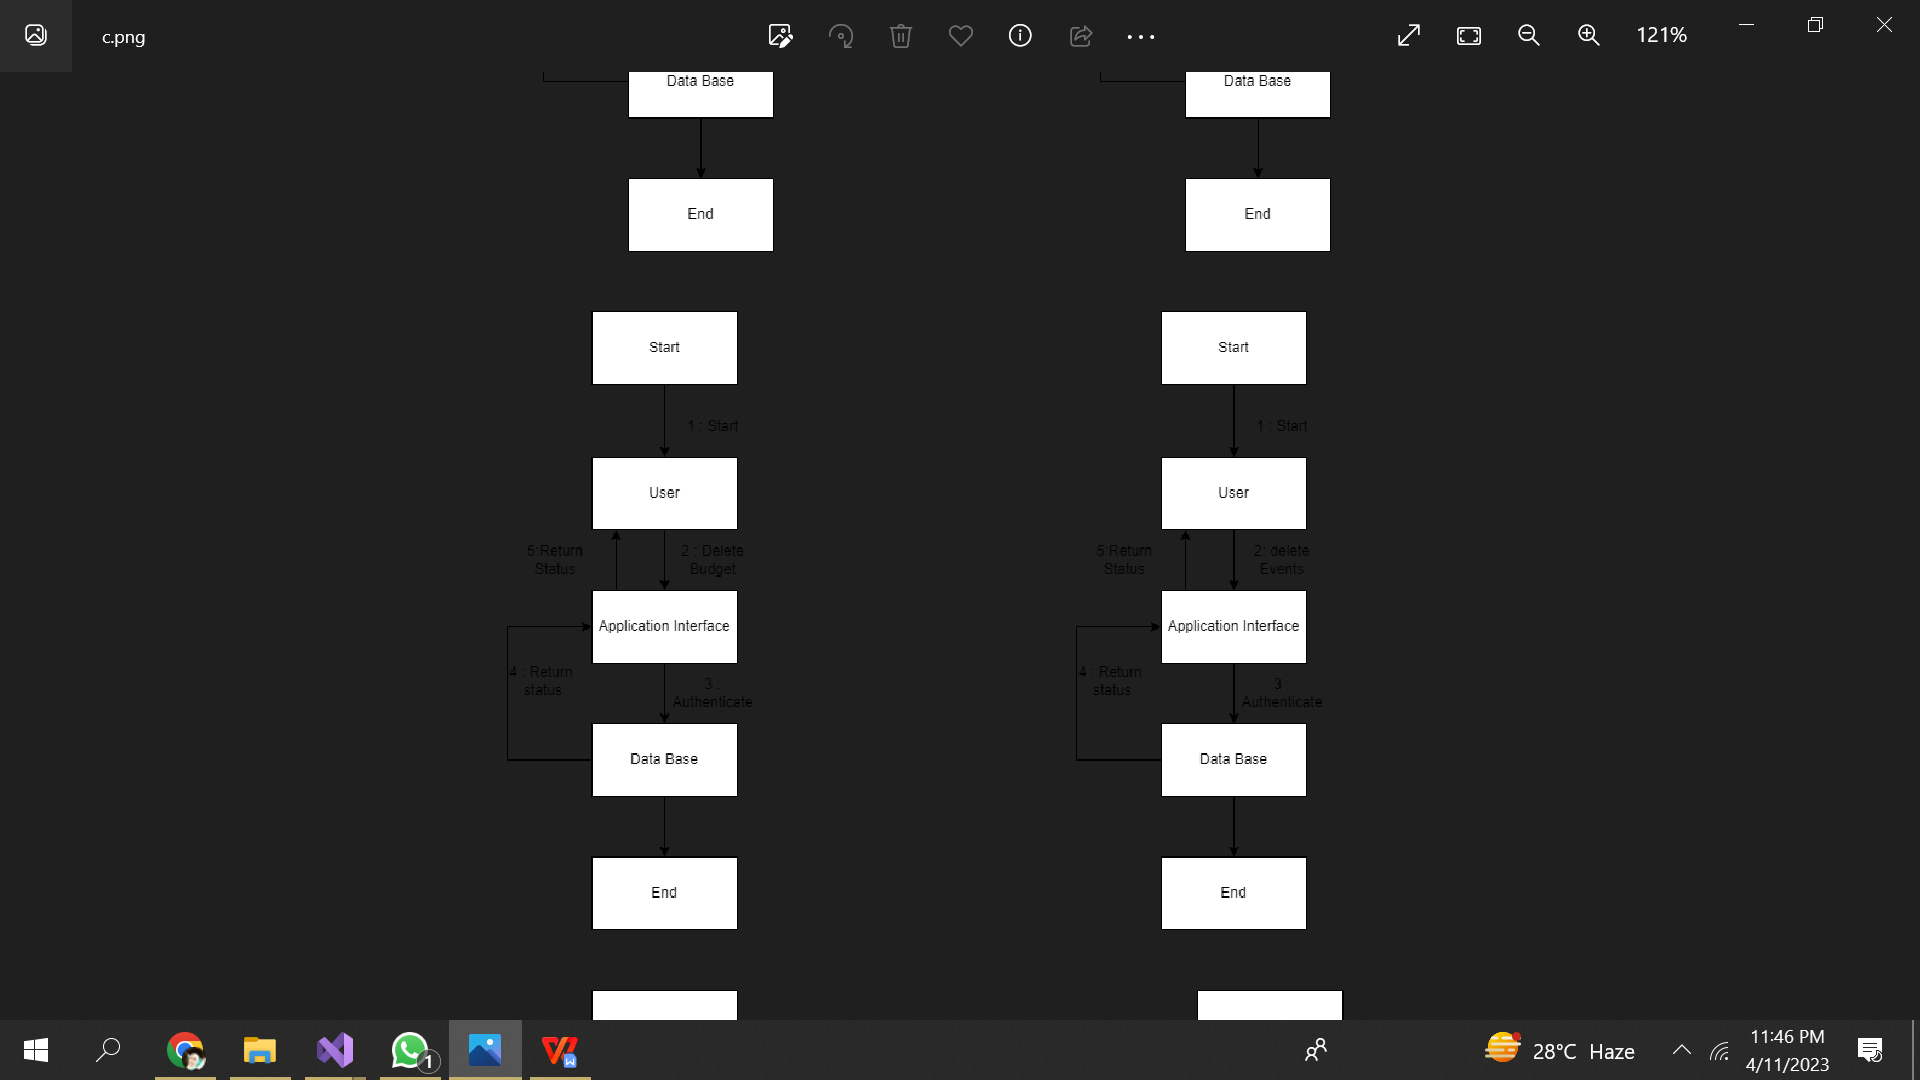 c.png
121%
Data Base
Data Base
End
End
Start
Start
1 : Start
1 : Start
User
User
5:Return
Status
2 : Delete
Budget
5:Return
Status
2: delete
Events
Application Interface
Application Interface
4 : Return
status
3 :
Authenticate
4 : Return
status
3 :
Authenticate
Data Base
Data Base
End
End
1
28°C Haze
11:46 PM
4/11/2023